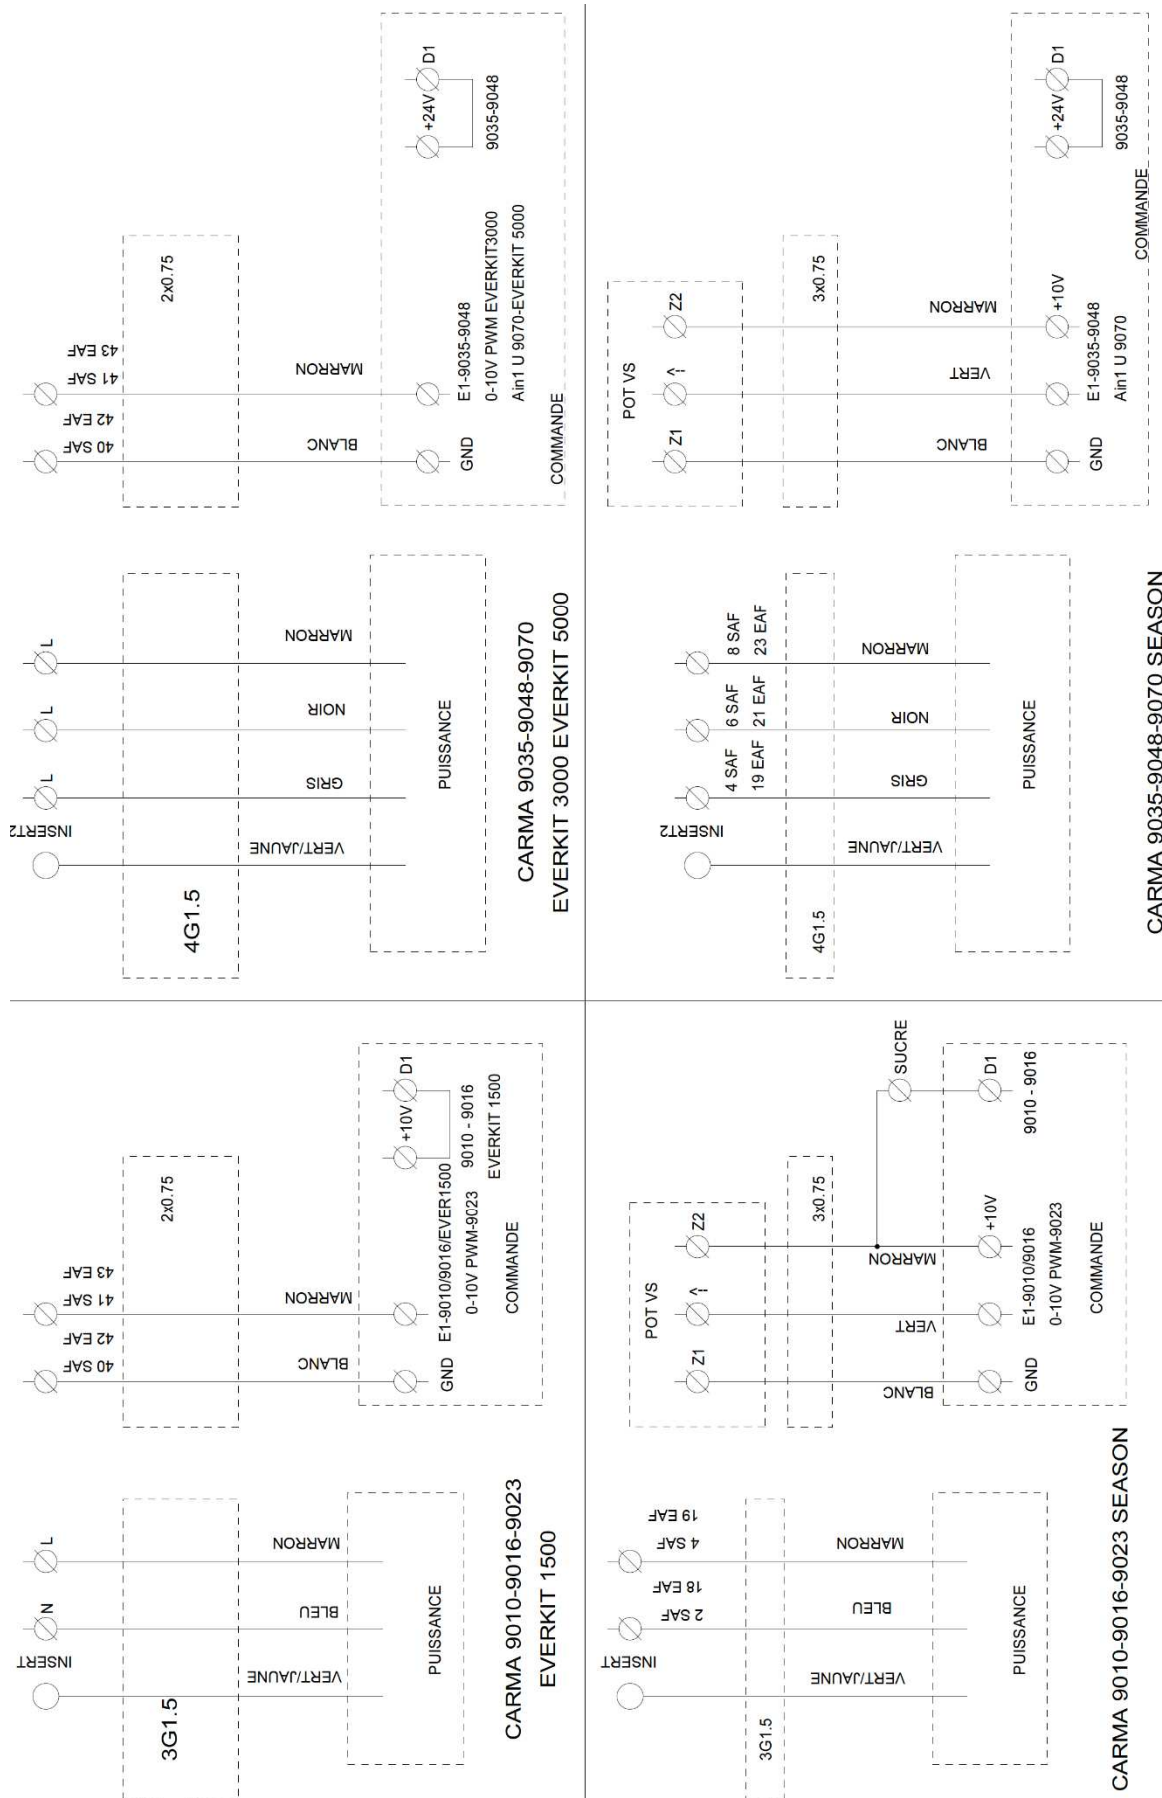 43 EAF
41 SAF
42 EAF
40 SAF
2x0.75
MARRON
BLANC
GND
E1-9035-9048
0-10V PWM EVERKIT3000
Ain1 U 9070-EVERKIT 5000
+24V
D1
9035-9048
COMMANDE
INSERT2
L
L
L
4G1.5
VERT/JAUNE
GRIS
NOIR
MARRON
PUISSANCE
CARMA 9035-9048-9070
EVERKIT 3000 EVERKIT 5000
POT VS
Z1
<-
Z2
3x0.75
BLANC
VERT
MARRON
GND
E1-9035-9048
Ain1 U 9070
+10V
+24V
D1
9035-9048
COMMANDE
INSERT2
4 SAF
19 EAF
6 SAF
21 EAF
8 SAF
23 EAF
4G1.5
VERT/JAUNE
GRIS
NOIR
MARRON
PUISSANCE
CARMA 9035-9048-9070 SEASON
43 EAF
41 SAF
42 EAF
40 SAF
2x0.75
MARRON
BLANC
GND
E1-9010/9016/EVER1500
0-10V PWM-9023
+10V
D1
9010 - 9016
EVERKIT 1500
COMMANDE
INSERT
N
L
3G1.5
VERT/JAUNE
BLEU
MARRON
PUISSANCE
CARMA 9010-9016-9023
EVERKIT 1500
POT VS
Z1
<-
Z2
3x0.75
BLANC
VERT
MARRON
SUCRE
GND
E1-9010/9016
0-10V PWM-9023
+10V
D1
9010 - 9016
COMMANDE
INSERT
19 EAF
4 SAF
18 EAF
2 SAF
3G1.5
VERT/JAUNE
BLEU
MARRON
PUISSANCE
CARMA 9010-9016-9023 SEASON